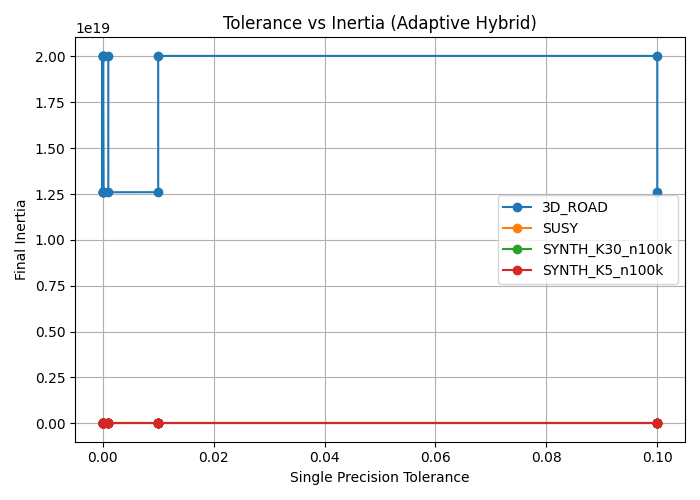 Tolerance vs Inertia (Adaptive Hybrid)
1e19
2.00
1.75
1.50
1.25
1.00
0.75
0.50
0.25
0.00
Final Inertia
3D_ROAD
SUSY
SYNTH_K30_n100k
SYNTH_K5_n100k
0.00 0.02 0.04 0.06 0.08 0.10
Single Precision Tolerance